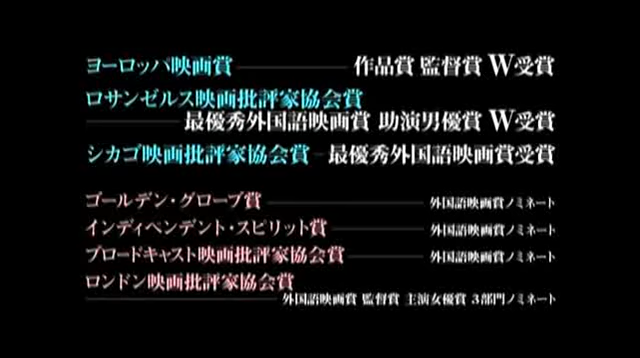 ヨーロッパ映画賞 作品賞 監督賞 W受賞
ロサンゼルス映画批評家協会賞
最優秀外国語映画賞 助演男優賞 W受賞
シカゴ映画批評家協会賞 最優秀外国語映画賞受賞
ゴールデン・グローブ賞 外国語映画賞ノミネート
インディペンデント・スピリット賞 外国語映画賞ノミネート
ブロードキャスト映画批評家協会賞 外国語映画賞ノミネート
ロンドン映画批評家協会賞
外国語映画賞 監督賞 主演女優賞 3部門ノミネート